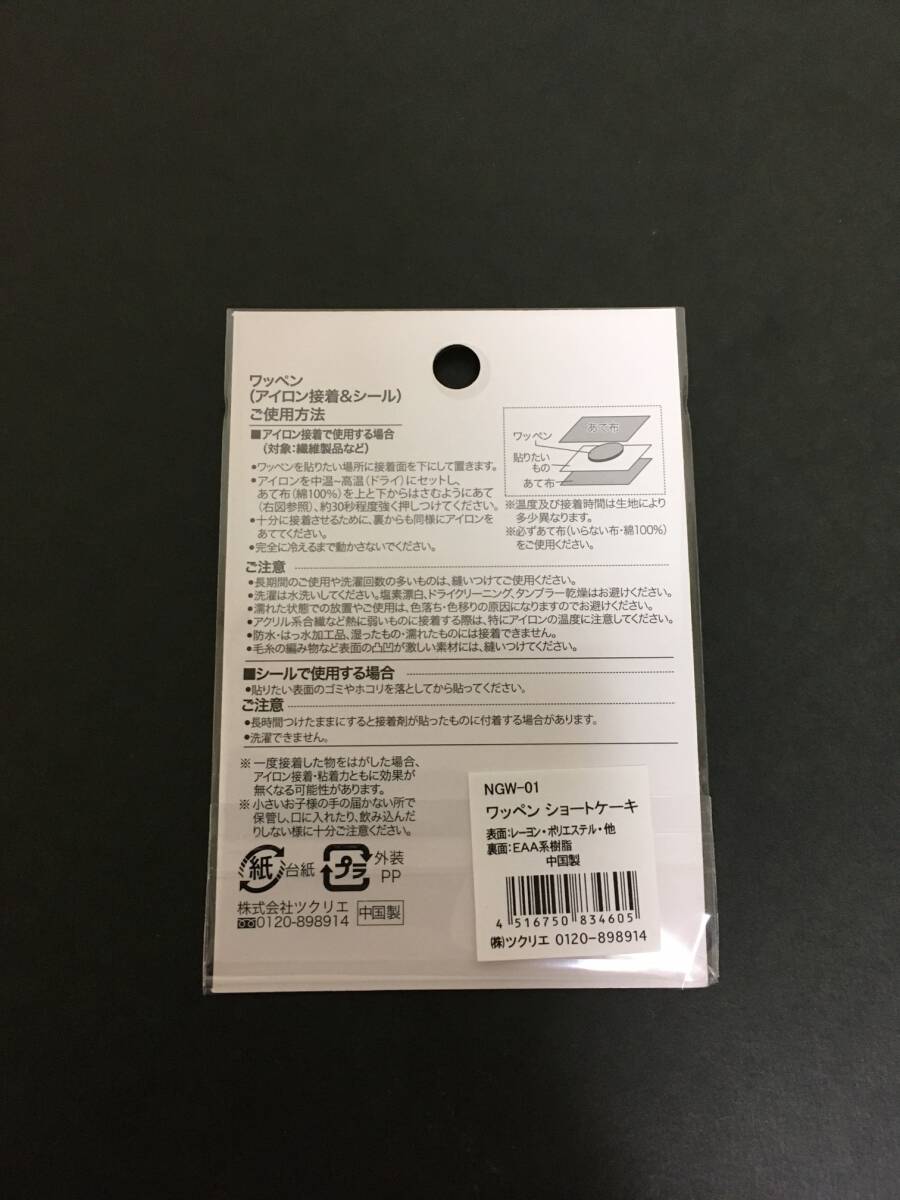 ワッペン
(アイロン接着&シール)
ご使用方法
■アイロン接着で使用する場合
(対象:繊維製品など)
•ワッペンを貼りたい場所に接着面を下にして置きます。
•アイロンを中温~高温(ドライ)にセットし、
あて布(綿100%)を上と下からはさむようにあて
(右図参照)、約30秒程度強く押しつけてください。
•十分に接着させるために、裏からも同様にアイロンを
あててください。
•完全に冷えるまで動かさないでください。
あて布
ワッペン
貼りたい
もの
あて布
※温度及び接着時間は生地により
多少異なります。
※必ずあて布(いらない布・綿100%)
をご使用ください。
ご注意
•長期間のご使用や洗濯回数の多いものは、縫いつけてご使用ください。
•洗濯は水洗いしてください。塩素漂白、ドライクリーニング、タンブラー乾燥はお避けください。
•濡れた状態での放置やご使用は、色落ち・色移りの原因になりますのでお避けください。
•アクリル系合繊など熱に弱いものに接着する際は、特にアイロンの温度に注意してください。
•防水・はっ水加工品、湿ったもの・濡れたものには接着できません。
•毛糸の編み物など表面の凸凹が激しい素材には、縫いつけてください。
■シールで使用する場合
•貼りたい表面のゴミやホコリを落としてから貼ってください。
ご注意
•長時間つけたままにすると接着剤が貼ったものに付着する場合があります。
•洗濯できません。
※一度接着した物をはがした場合、
アイロン接着・粘着力ともに効果が
無くなる可能性があります。
※小さいお子様の手の届かない所で
保管し、口に入れたり、飲み込んだ
りしない様に十分ご注意ください。
紙 台紙 プラ 外装
PP
株式会社ツクリエ
0120-898914 中国製
NGW-01
ワッペン ショートケーキ
表面:レーヨン・ポリエステル・他
裏面:EAA系樹脂
中国製
4 516750 834605
㈱ツクリエ 0120-898914